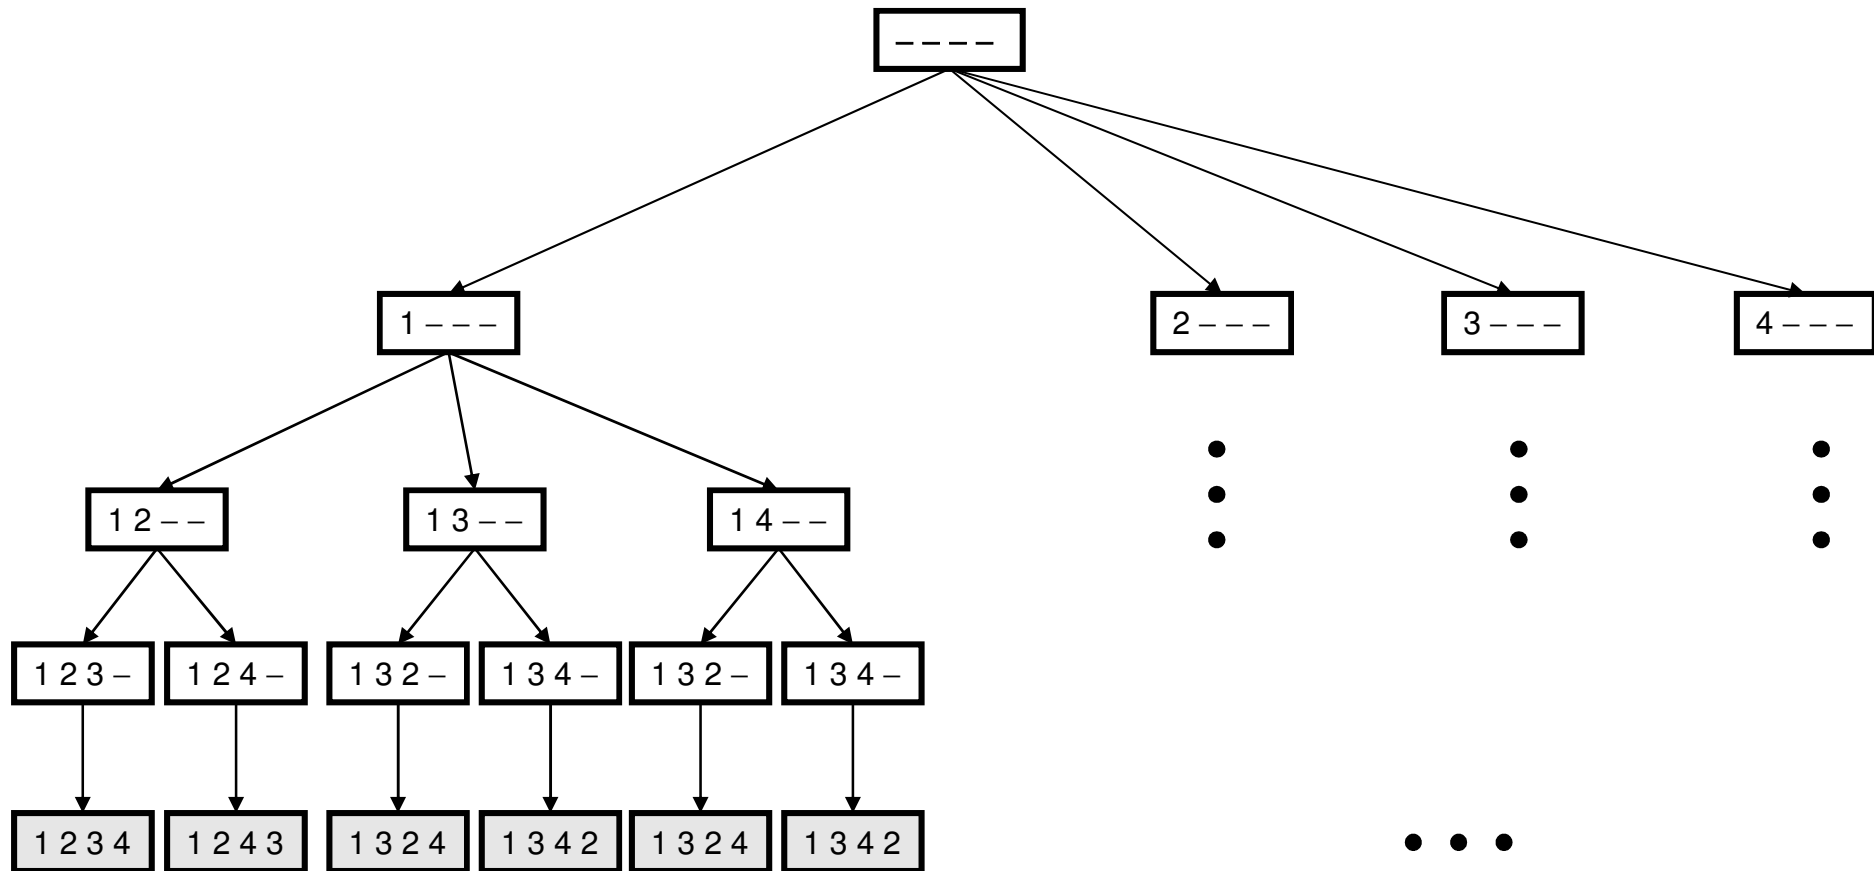 – – – –
1 – – – 2 – – – 3 – – – 4 – – –
1 2 – – 1 3 – – 1 4 – –
1 2 3 – 1 2 4 – 1 3 2 – 1 3 4 – 1 3 2 – 1 3 4 –
1 2 3 4 1 2 4 3 1 3 2 4 1 3 4 2 1 3 2 4 1 3 4 2